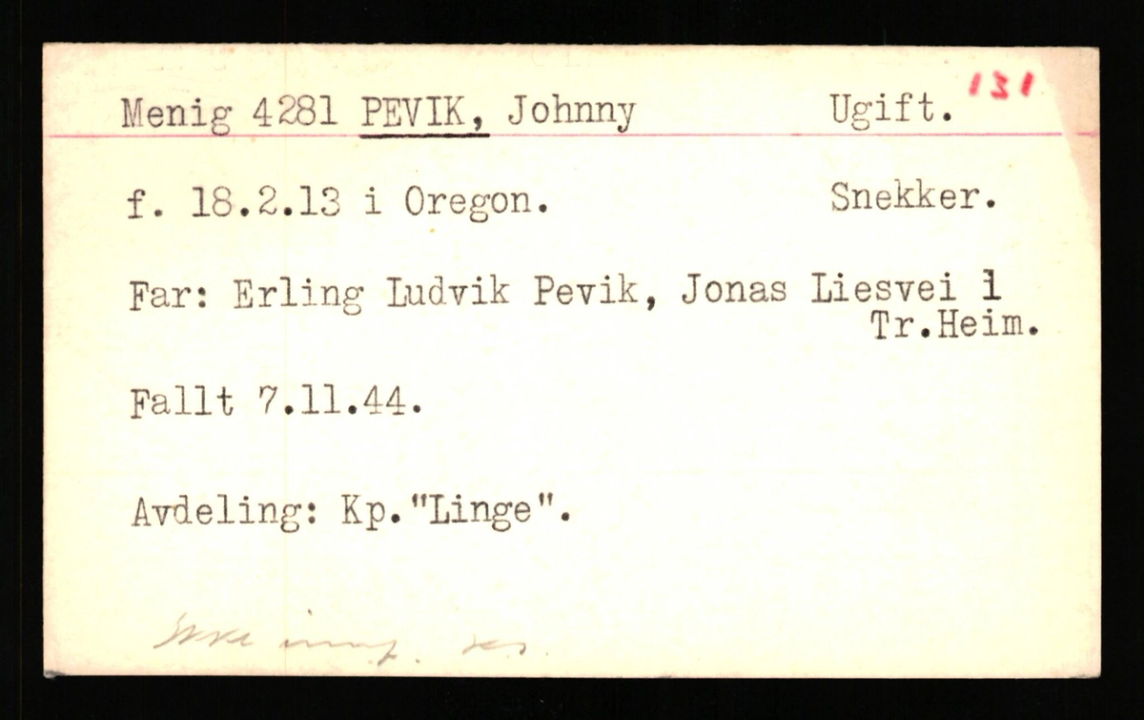 131
Menig 4281 PEVIK, Johnny Ugift.
f. 18.2.13 i Oregon. Snekker.
Far: Erling Ludvik Pevik, Jonas Liesvei 1
Tr.Heim.
Fallt 7.11.44.
Avdeling: Kp."Linge".
Ikke